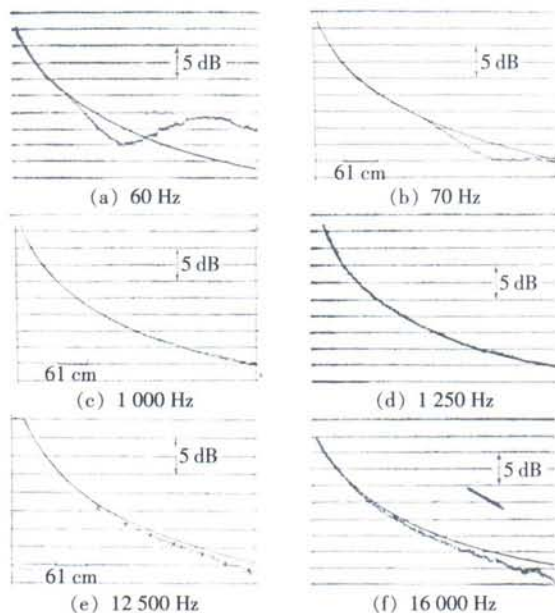 5 dB
5 dB
61 cm
(a) 60 Hz
(b) 70 Hz
5 dB
5 dB
61 cm
(c) 1 000 Hz
(d) 1 250 Hz
5 dB
5 dB
61 cm
(e) 12 500 Hz
(f) 16 000 Hz